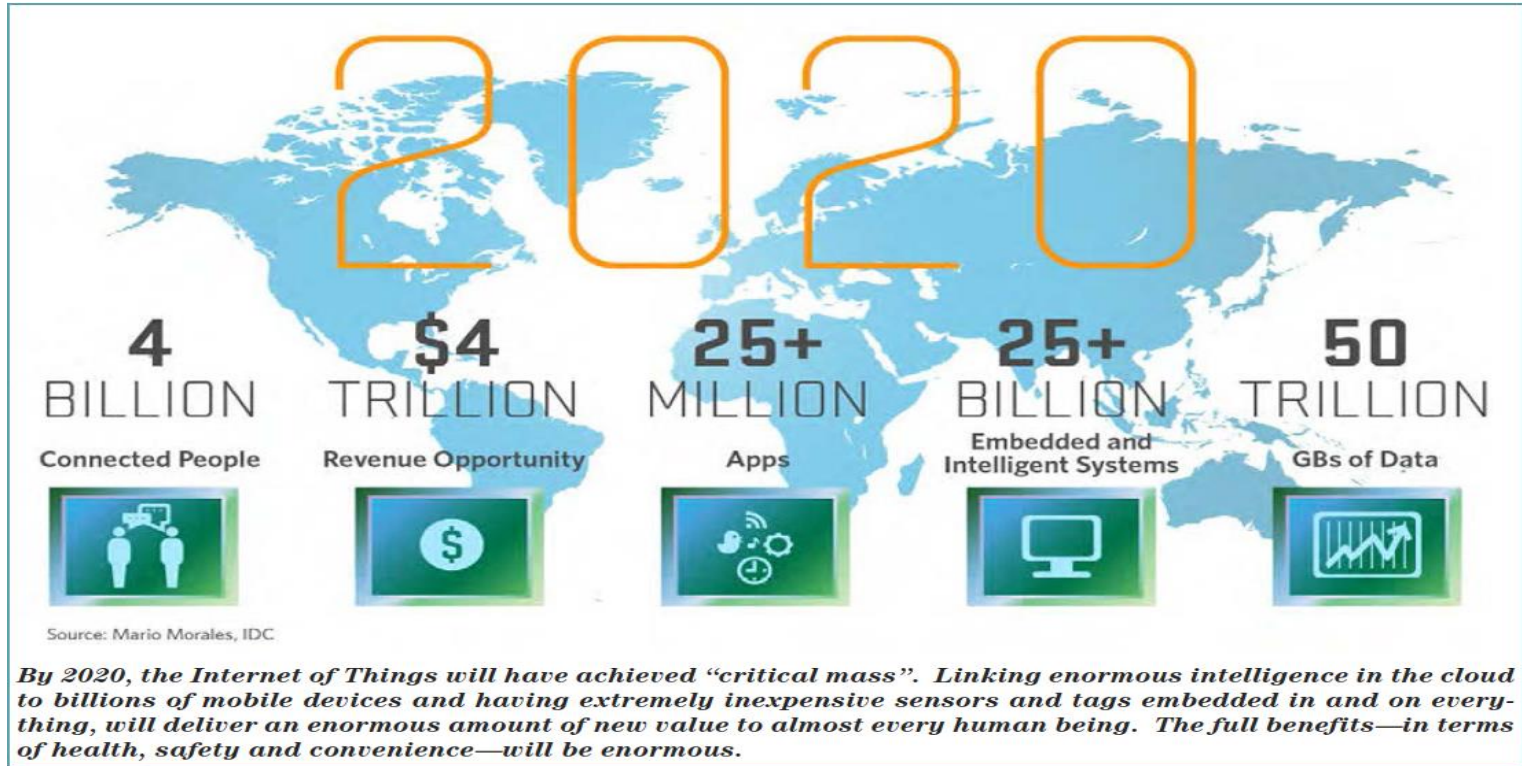 2020
4
BILLION
Connected People
$4
TRILLION
Revenue Opportunity
25+
MILLION
Apps
25+
BILLION
Embedded and
Intelligent Systems
50
TRILLION
GBs of Data
$
Source: Mario Morales, IDC
By 2020, the Internet of Things will have achieved “critical mass”. Linking enormous intelligence in the cloud
to billions of mobile devices and having extremely inexpensive sensors and tags embedded in and on every-
thing, will deliver an enormous amount of new value to almost every human being. The full benefits—in terms
of health, safety and convenience—will be enormous.